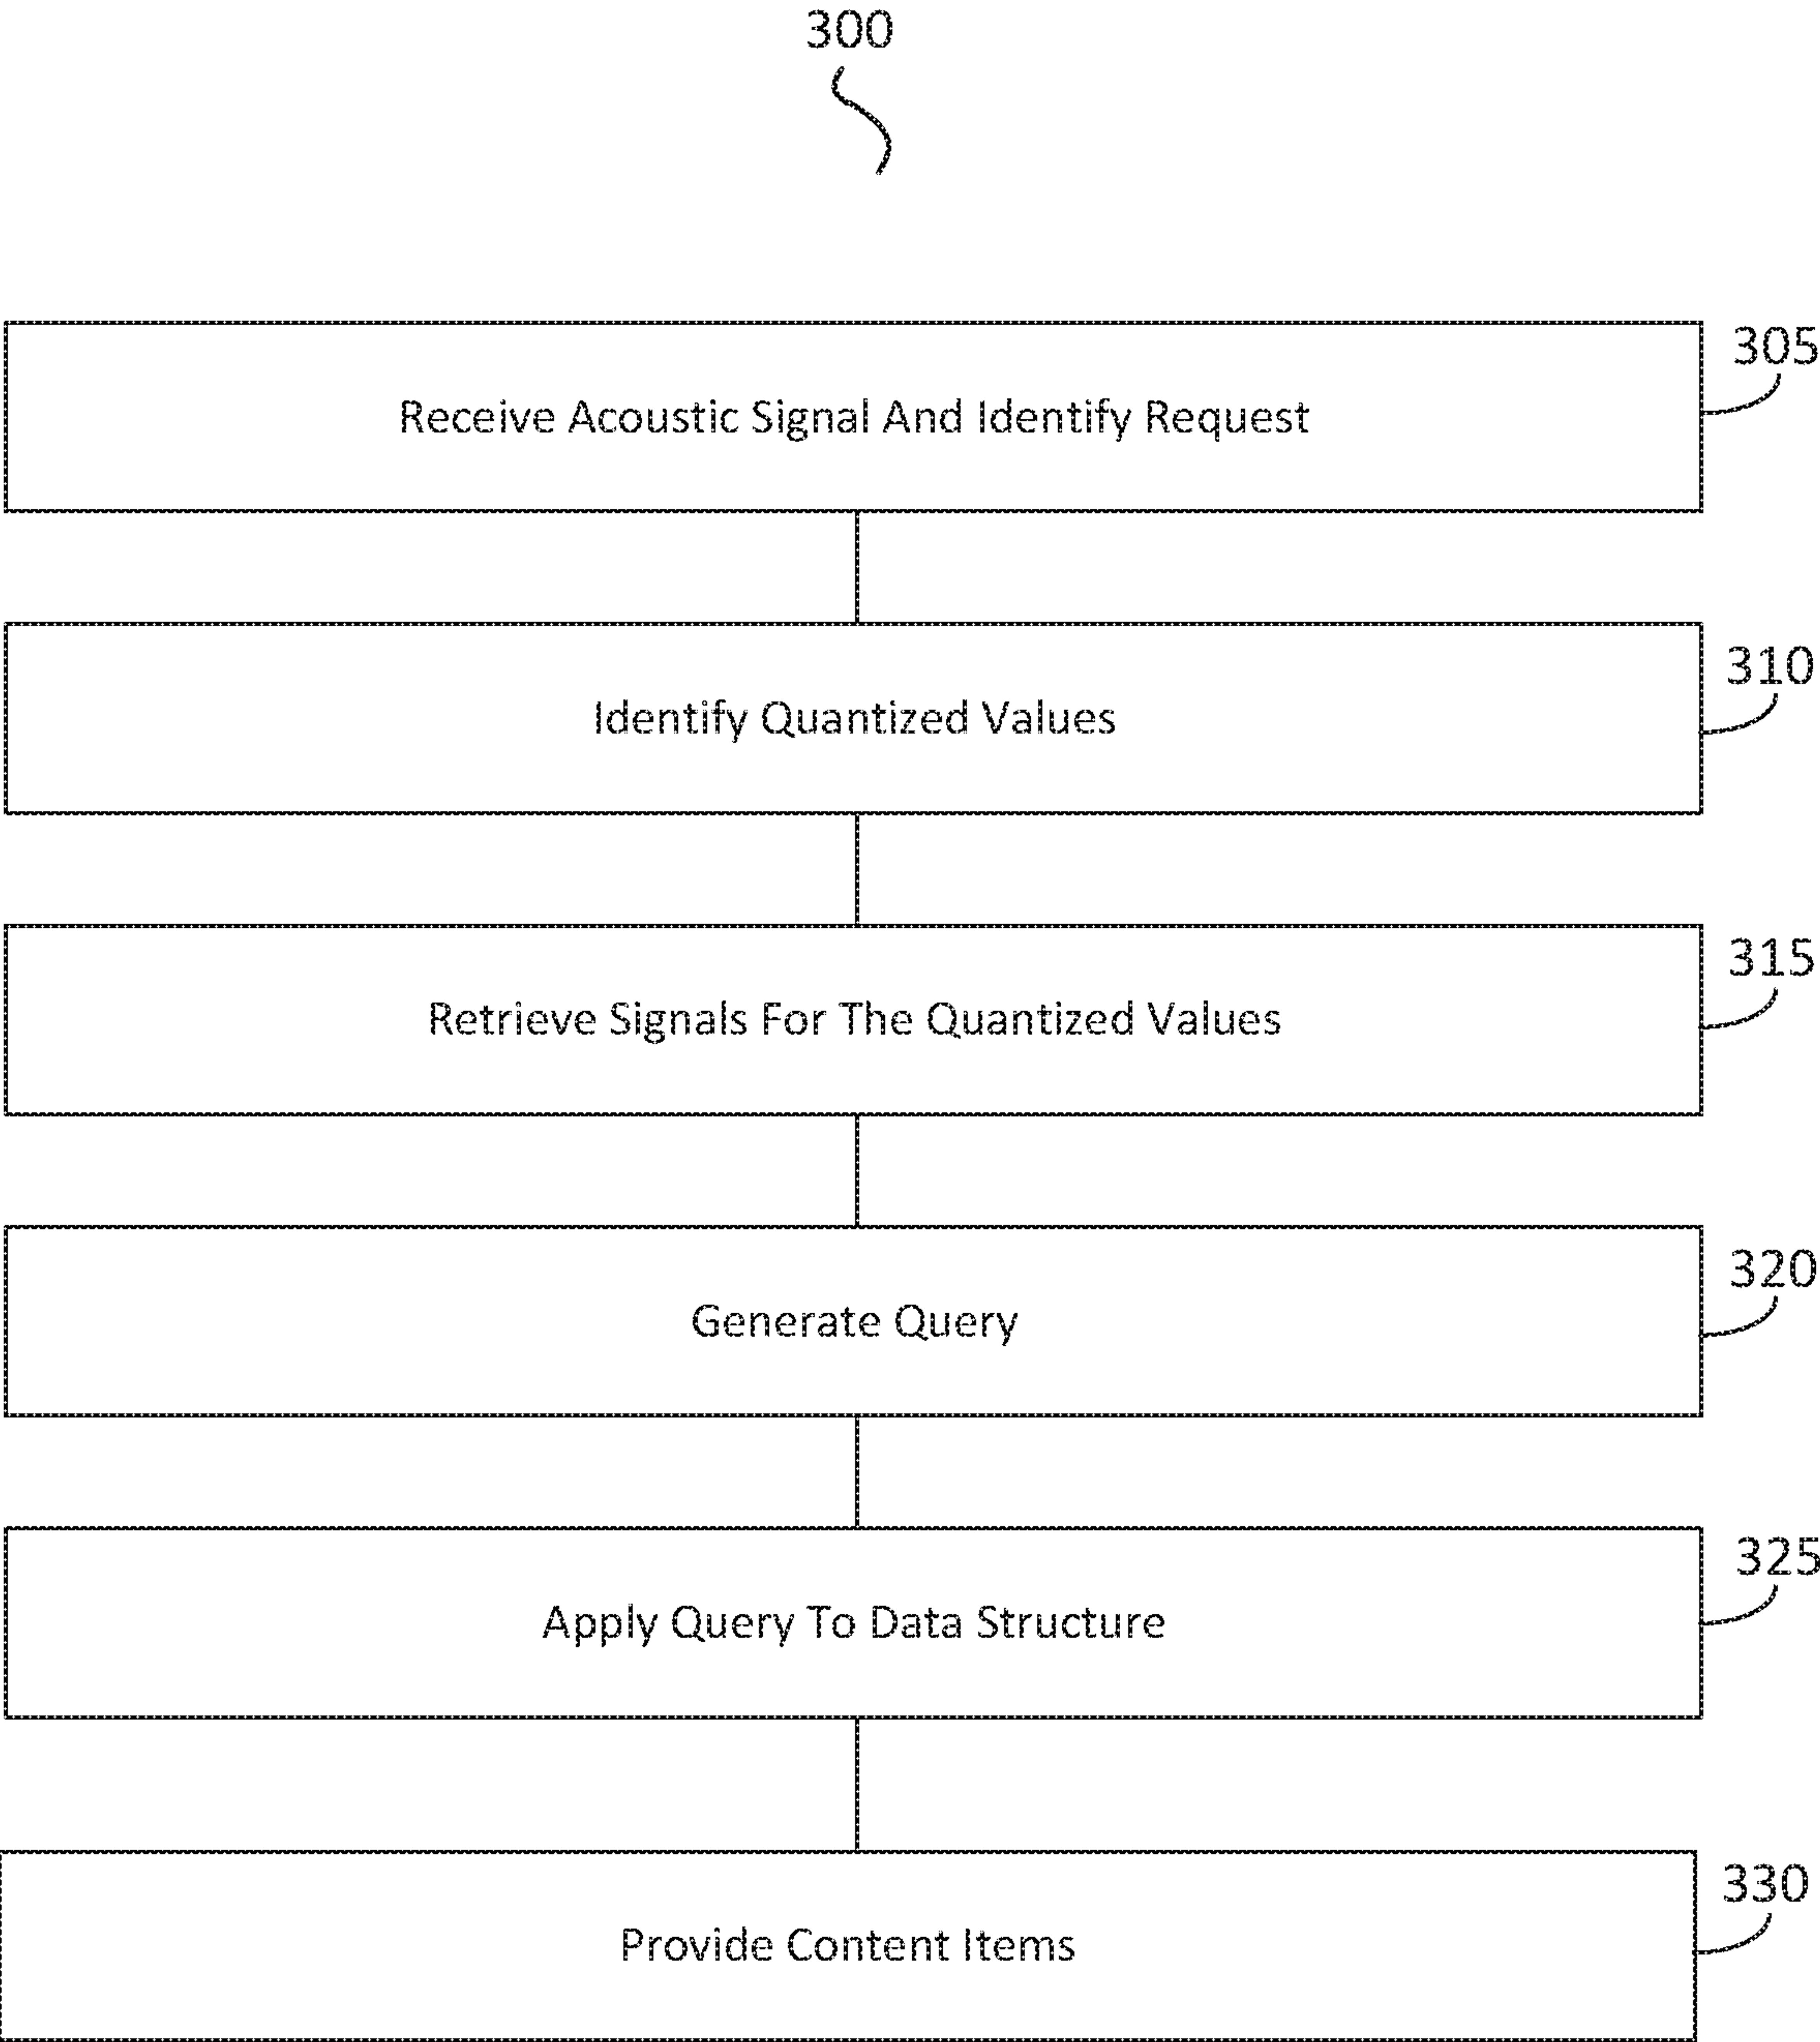 300
305
Receive Acoustic Signal And Identify Request
310
Identify Quantized Values
315
Retrieve Signals For The Quantized Values
320
Generate Query
325
Apply Query To Data Structure
330
Provide Content Items